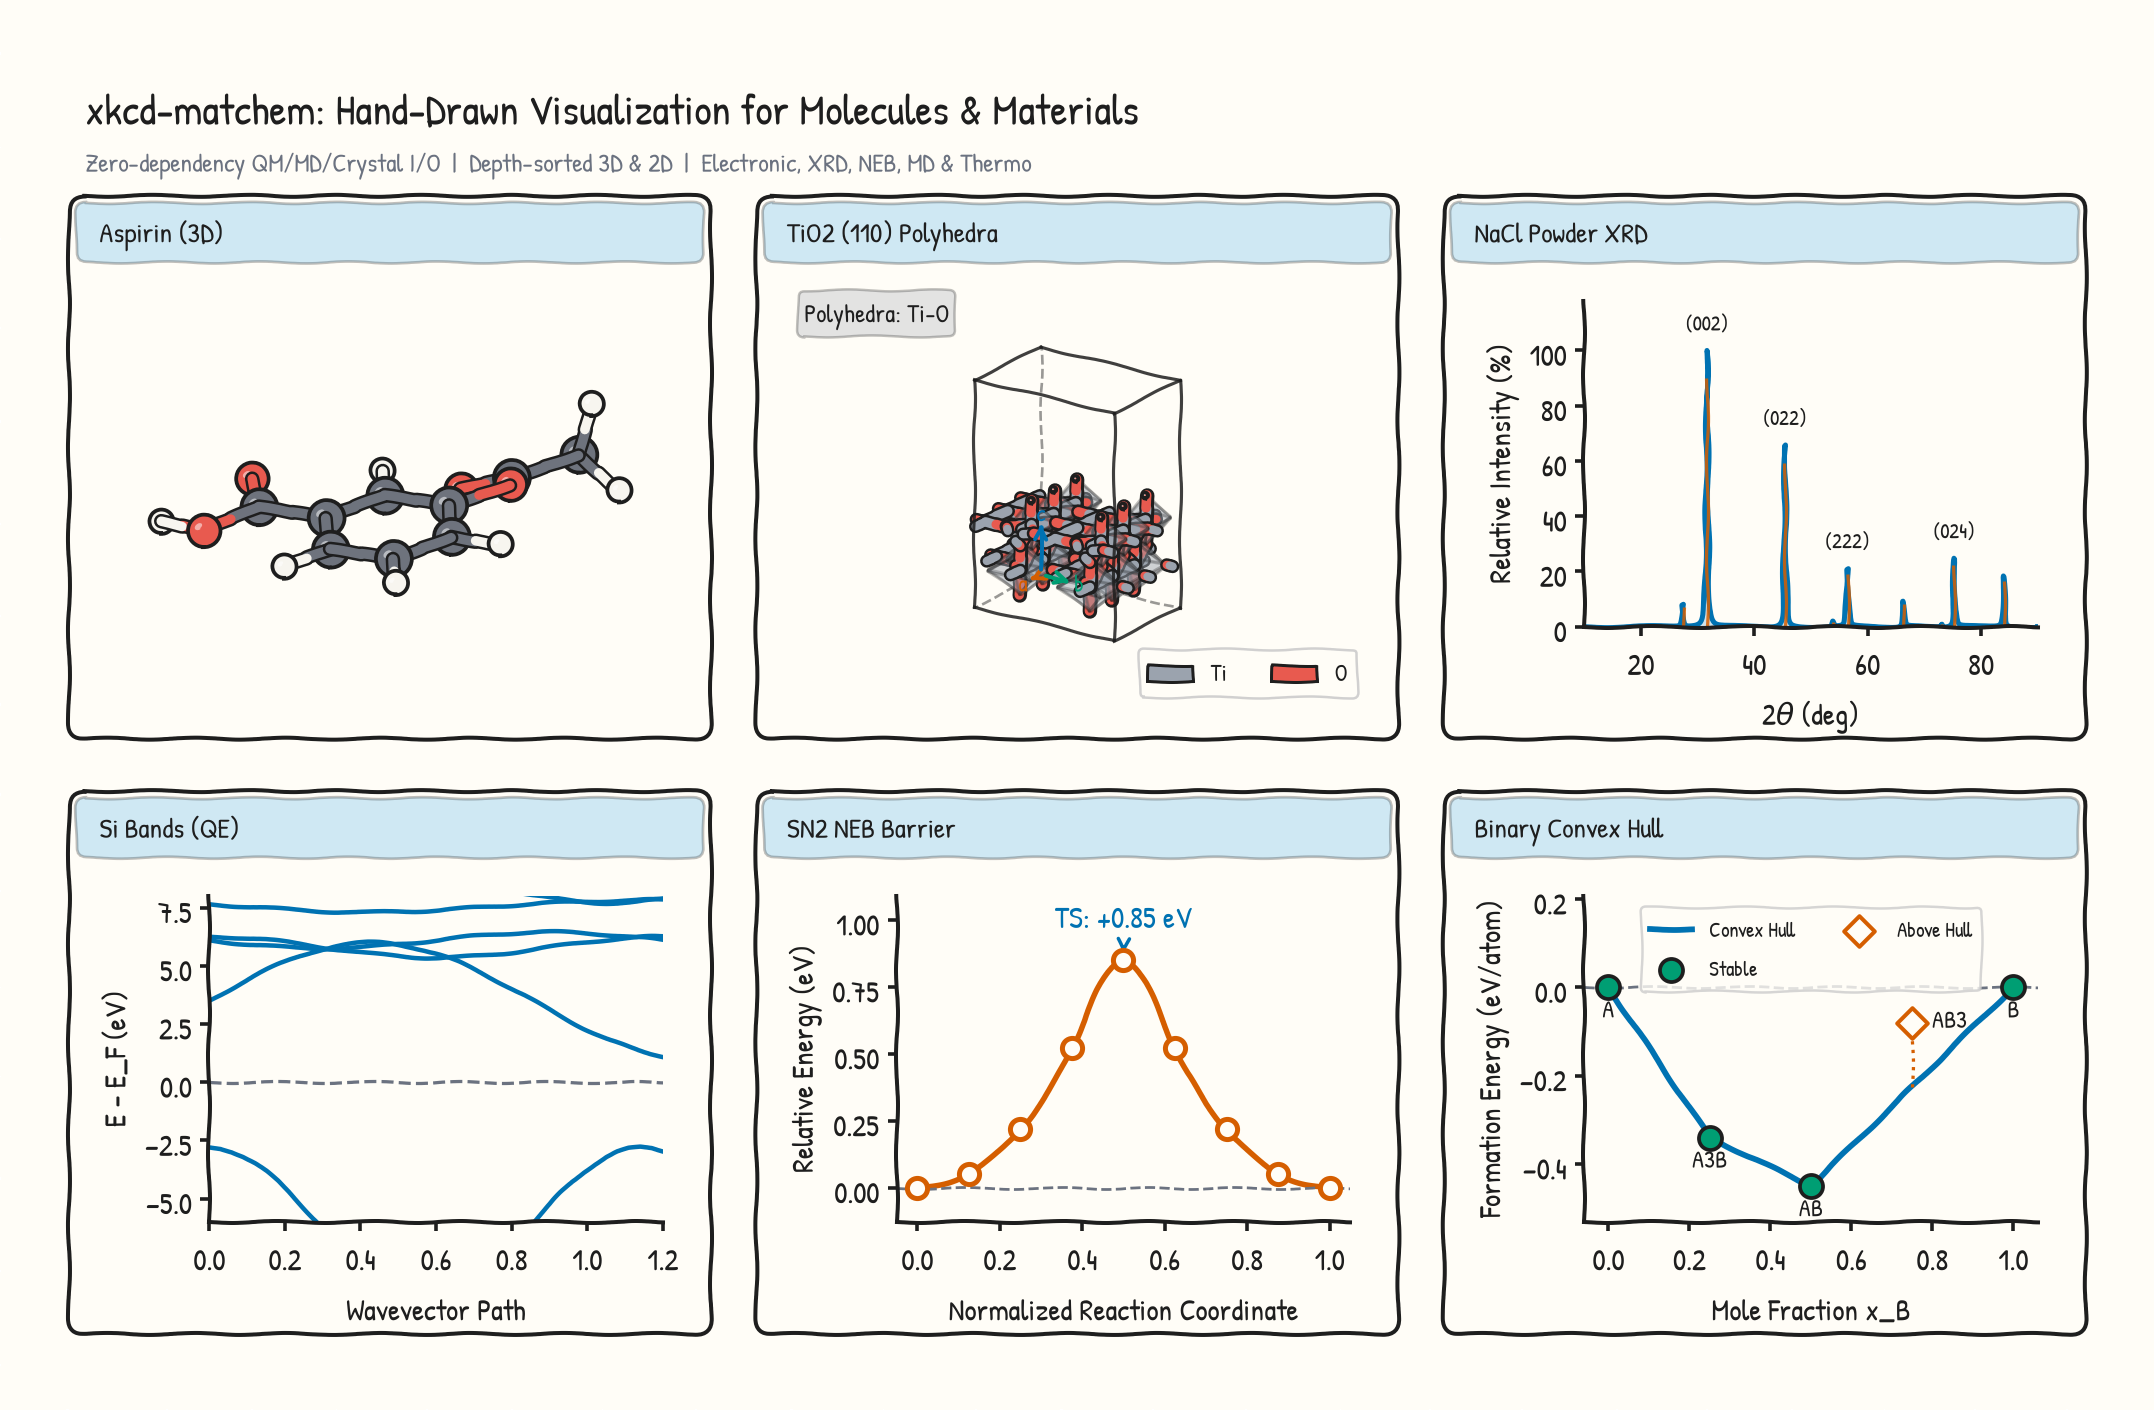 xkcd-matchem: Hand-Drawn Visualization for Molecules & Materials
Zero-dependency QM/MD/Crystal I/O | Depth-sorted 3D & 2D | Electronic, XRD, NEB, MD & Thermo
Aspirin (3D)
TiO2 (110) Polyhedra
Polyhedra: Ti-O
Ti
O
NaCl Powder XRD
Relative Intensity (%)
100
80
60
40
20
0
(002)
(022)
(222)
(024)
20 40 60 80
2θ (deg)
Si Bands (QE)
E - E_F (eV)
7.5
5.0
2.5
0.0
−2.5
−5.0
0.0 0.2 0.4 0.6 0.8 1.0 1.2
Wavevector Path
SN2 NEB Barrier
Relative Energy (eV)
1.00
0.75
0.50
0.25
0.00
TS: +0.85 eV
0.0 0.2 0.4 0.6 0.8 1.0
Normalized Reaction Coordinate
Binary Convex Hull
Formation Energy (eV/atom)
0.2
0.0
−0.2
−0.4
Convex Hull
Above Hull
Stable
A
B
AB3
A3B
AB
0.0 0.2 0.4 0.6 0.8 1.0
Mole Fraction x_B